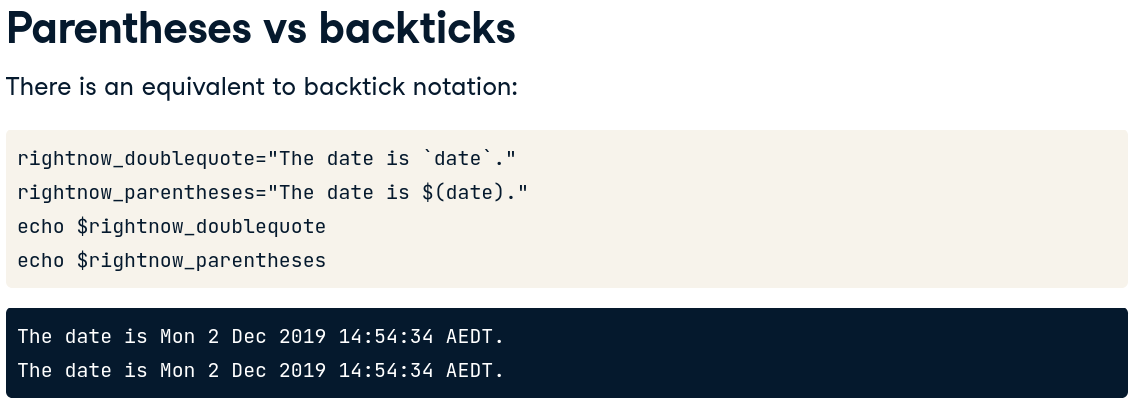 Parentheses vs backticks
There is an equivalent to backtick notation:
rightnow_doublequote="The date is `date`."
rightnow_parentheses="The date is $(date)."
echo $rightnow_doublequote
echo $rightnow_parentheses
The date is Mon 2 Dec 2019 14:54:34 AEDT.
The date is Mon 2 Dec 2019 14:54:34 AEDT.